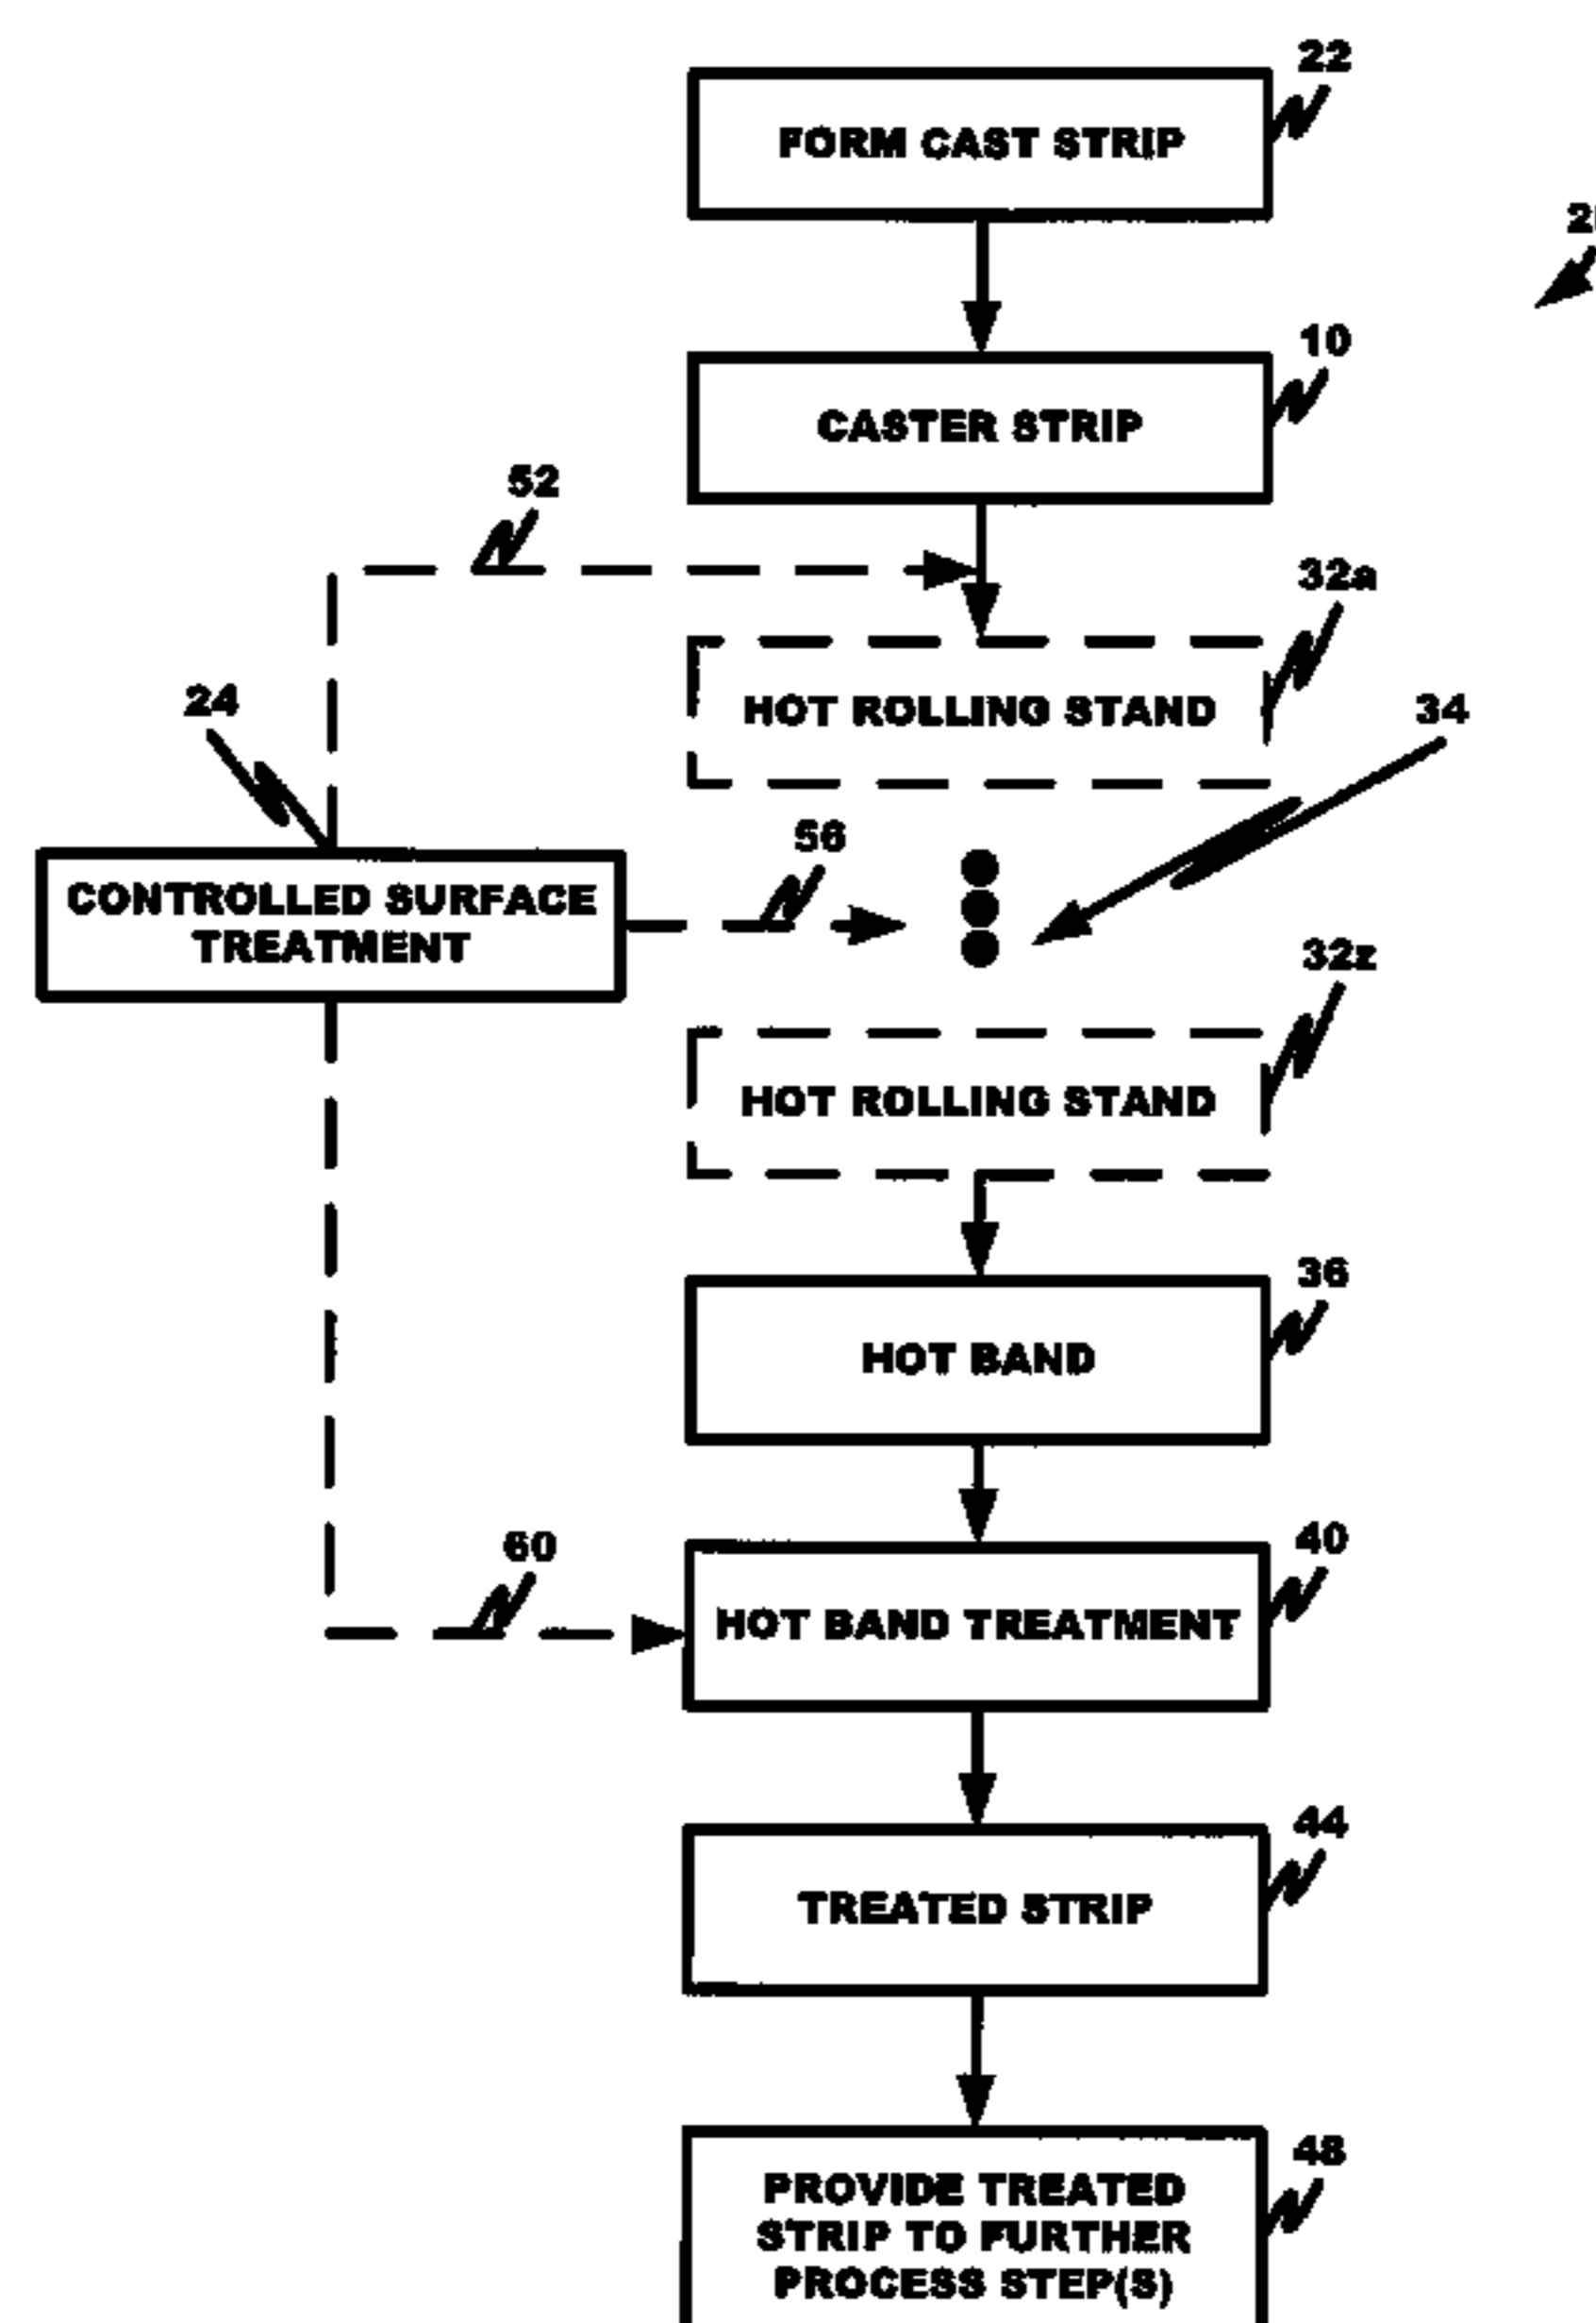 22
FORM CAST STRIP
10
CASTER STRIP
52
32a
HOT ROLLING STAND
24
34
56
CONTROLLED SURFACE
TREATMENT
32z
HOT ROLLING STAND
36
HOT BAND
60
40
HOT BAND TREATMENT
44
TREATED STRIP
48
PROVIDE TREATED
STRIP TO FURTHER
PROCESS STEP(S)